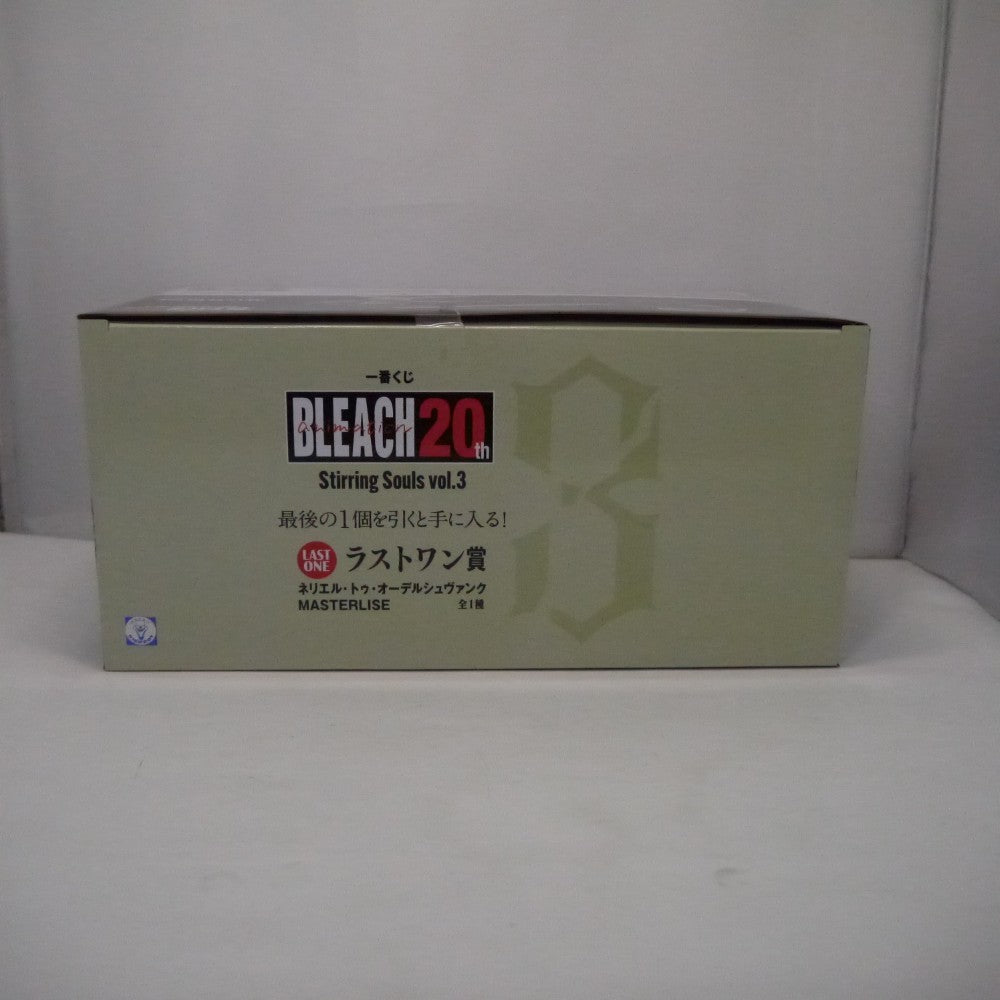 一番くじ
BLEACH 20th
animation
Stirring Souls vol.3
最後の1個を引くと手に入る!
LAST ONE ラストワン賞
ネリエル・トゥ・オーデルシュヴァンク
MASTERLISE 全1種
3